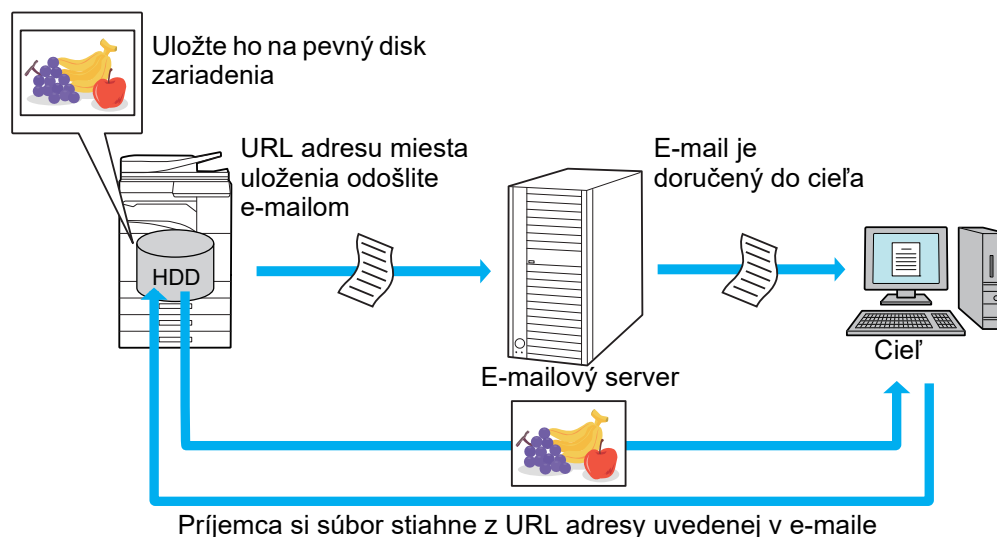 Uložte ho na pevný disk
zariadenia
URL adresu miesta
uloženia odošlite
e-mailom
E-mail je
doručený do cieľa
HDD
Cieľ
E-mailový server
Príjemca si súbor stiahne z URL adresy uvedenej v e-maile